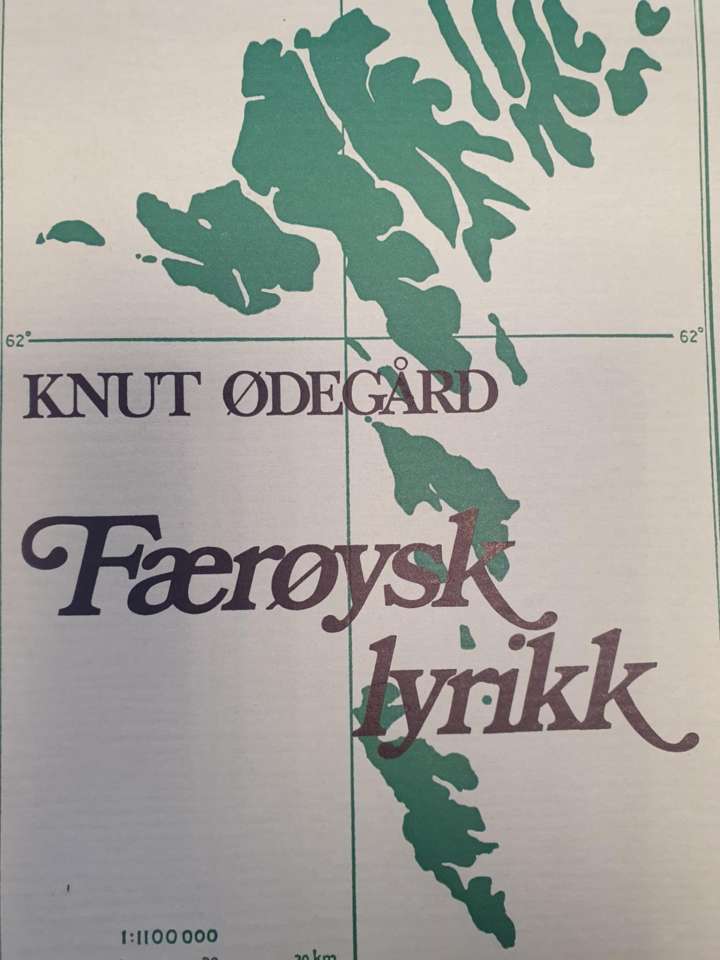 62°
62°
KNUT ØDEGÅRD
Færøysk
lyrikk
1:1100 000